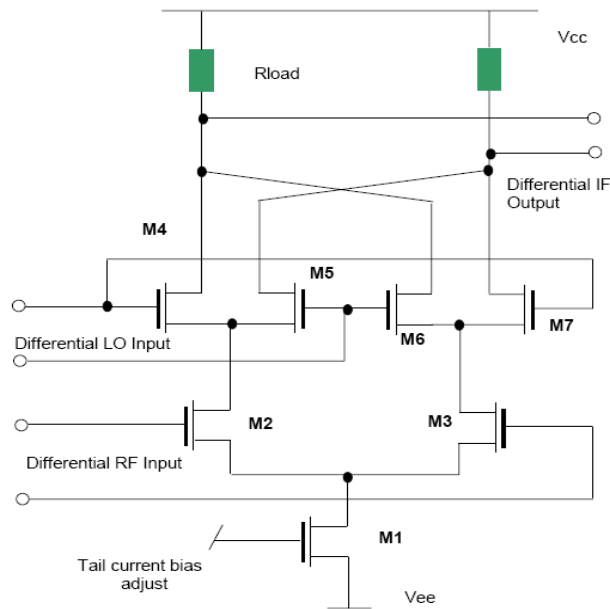 Vcc
Rload
Differential IF
Output
M4
M5
M6
M7
Differential LO Input
M2
M3
Differential RF Input
M1
Tail current bias
adjust
Vee